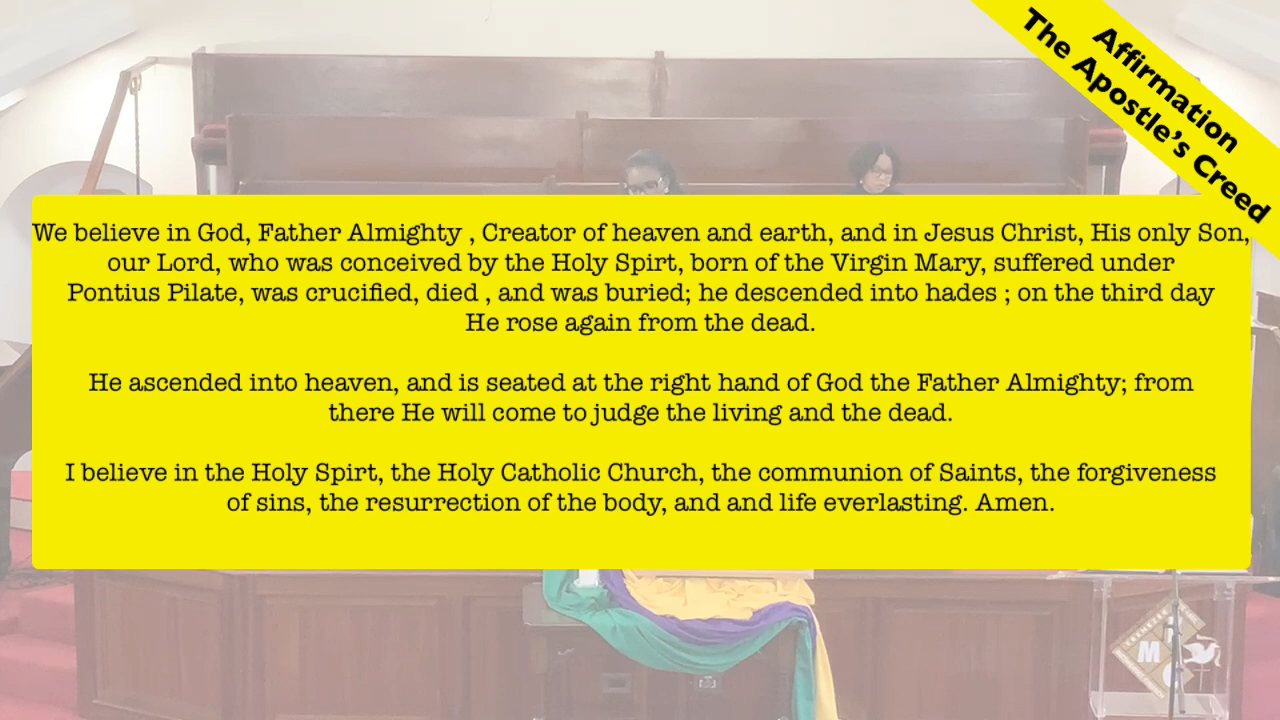 Affirmation
The Apostle's Creed
We believe in God, Father Almighty , Creator of heaven and earth, and in Jesus Christ, His only Son,
our Lord, who was conceived by the Holy Spirt, born of the Virgin Mary, suffered under
Pontius Pilate, was crucified, died , and was buried; he descended into hades ; on the third day
He rose again from the dead.
He ascended into heaven, and is seated at the right hand of God the Father Almighty; from
there He will come to judge the living and the dead.
I believe in the Holy Spirt, the Holy Catholic Church, the communion of Saints, the forgiveness
of sins, the resurrection of the body, and and life everlasting. Amen.
M